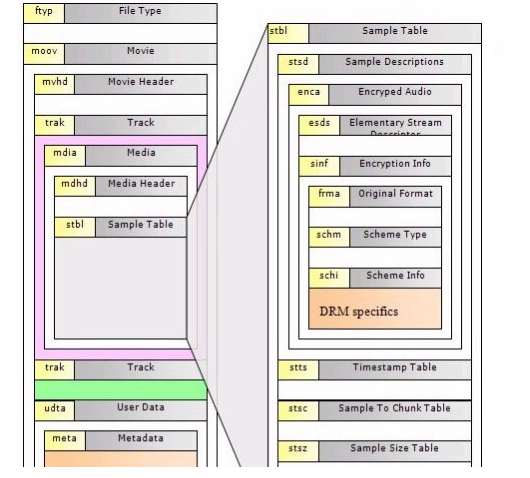 ftyp File Type
moov Movie
mvhd Movie Header
trak Track
mdia Media
mdhd Media Header
stbl Sample Table
trak Track
udta User Data
meta Metadata
stbl Sample Table
stsd Sample Descriptions
enca Encryped Audio
esds Elementary Stream
Descriptor
sinf Encryption Info
frma Original Format
schm Scheme Type
schi Scheme Info
DRM specifics
stts Timestamp Table
stsc Sample To Chunk Table
stsz Sample Size Table